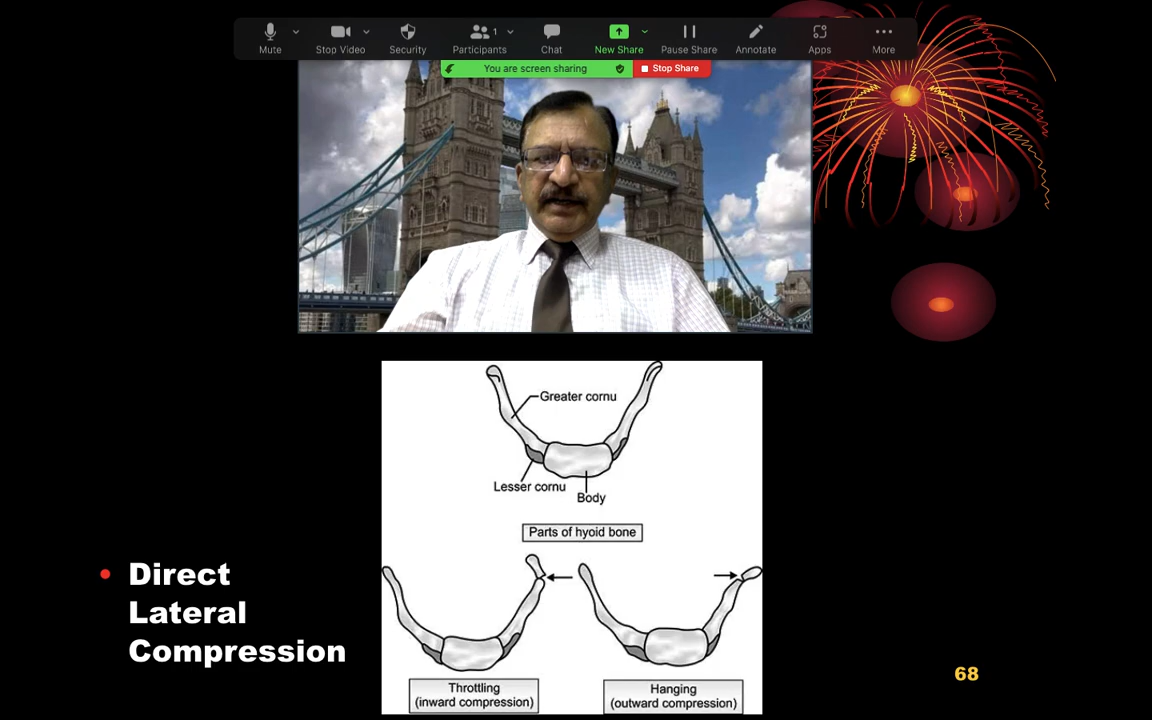 Mute
Stop Video
Security
Participants 1
Chat
New Share
Pause Share
Annotate
Apps
More
You are screen sharing
Stop Share
Greater cornu
Lesser cornu
Body
Parts of hyoid bone
• Direct
Lateral
Compression
Throttling
(inward compression)
Hanging
(outward compression)
68